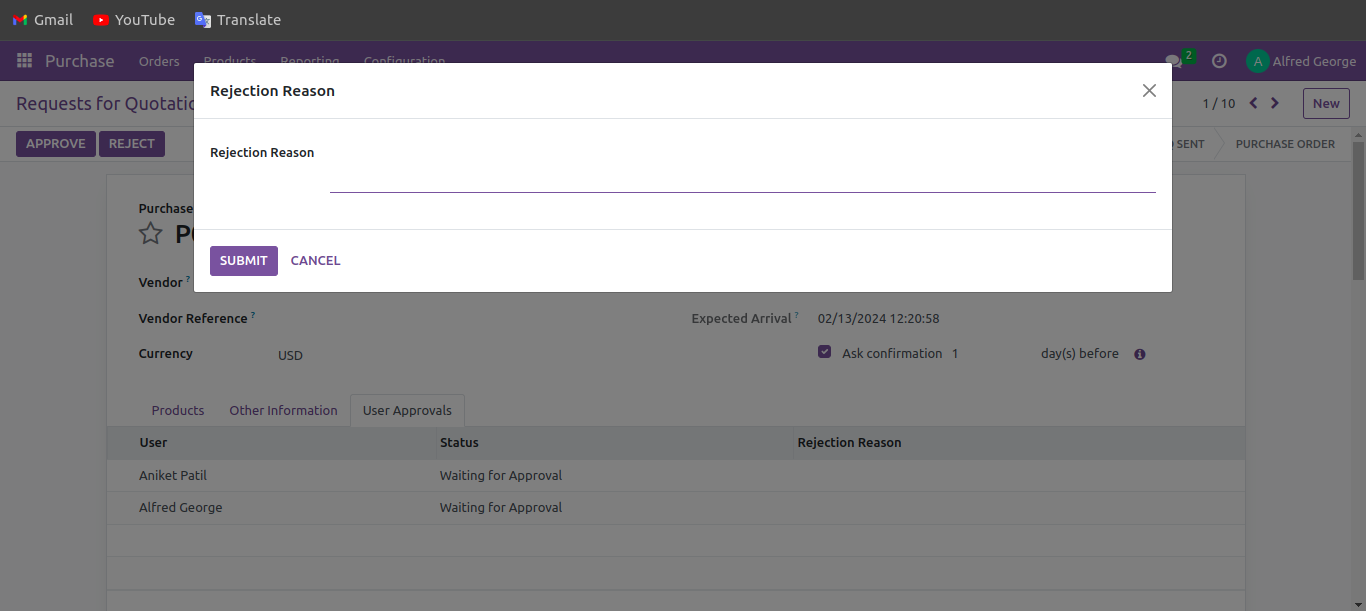 Gmail YouTube Translate
Purchase Orders Products Reporting Configuration 2 A Alfred George
Requests for 1 / 10 New
Rejection Reason
APPROVE REJECT SENT PURCHASE ORDER
Rejection Reason
Purchase
SUBMIT CANCEL
Vendor ?
Vendor Reference ? Expected Arrival ? 02/13/2024 12:20:58
Currency USD Ask confirmation 1 day(s) before
Products Other Information User Approvals
User Status Rejection Reason
Aniket Patil Waiting for Approval
Alfred George Waiting for Approval